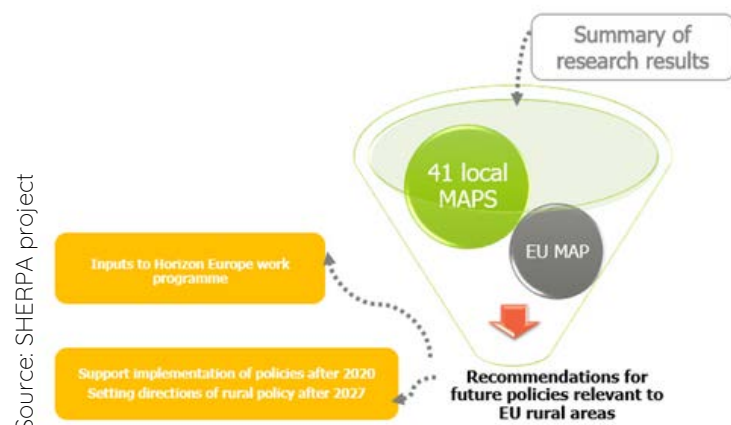 Summary of
research results
41 local
MAPS
EU MAP
Inputs to Horizon Europe work
programme
Support implementation of policies after 2020
Setting directions of rural policy after 2027
Recommendations for
future policies relevant to
EU rural areas
Source: SHERPA project